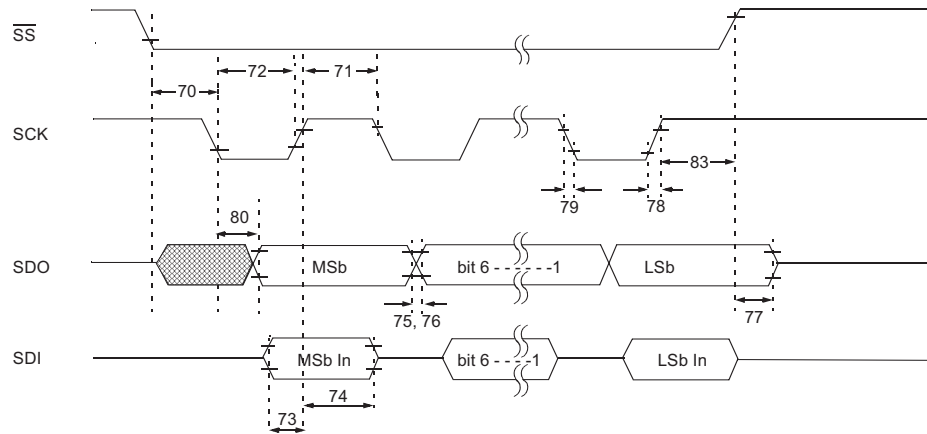 SS
70
72
71
SCK
79
78
83
80
SDO
MSb
bit 6 - - - - - -1
LSb
75, 76
77
SDI
MSb In
bit 6 - - - - -1
LSb In
74
73